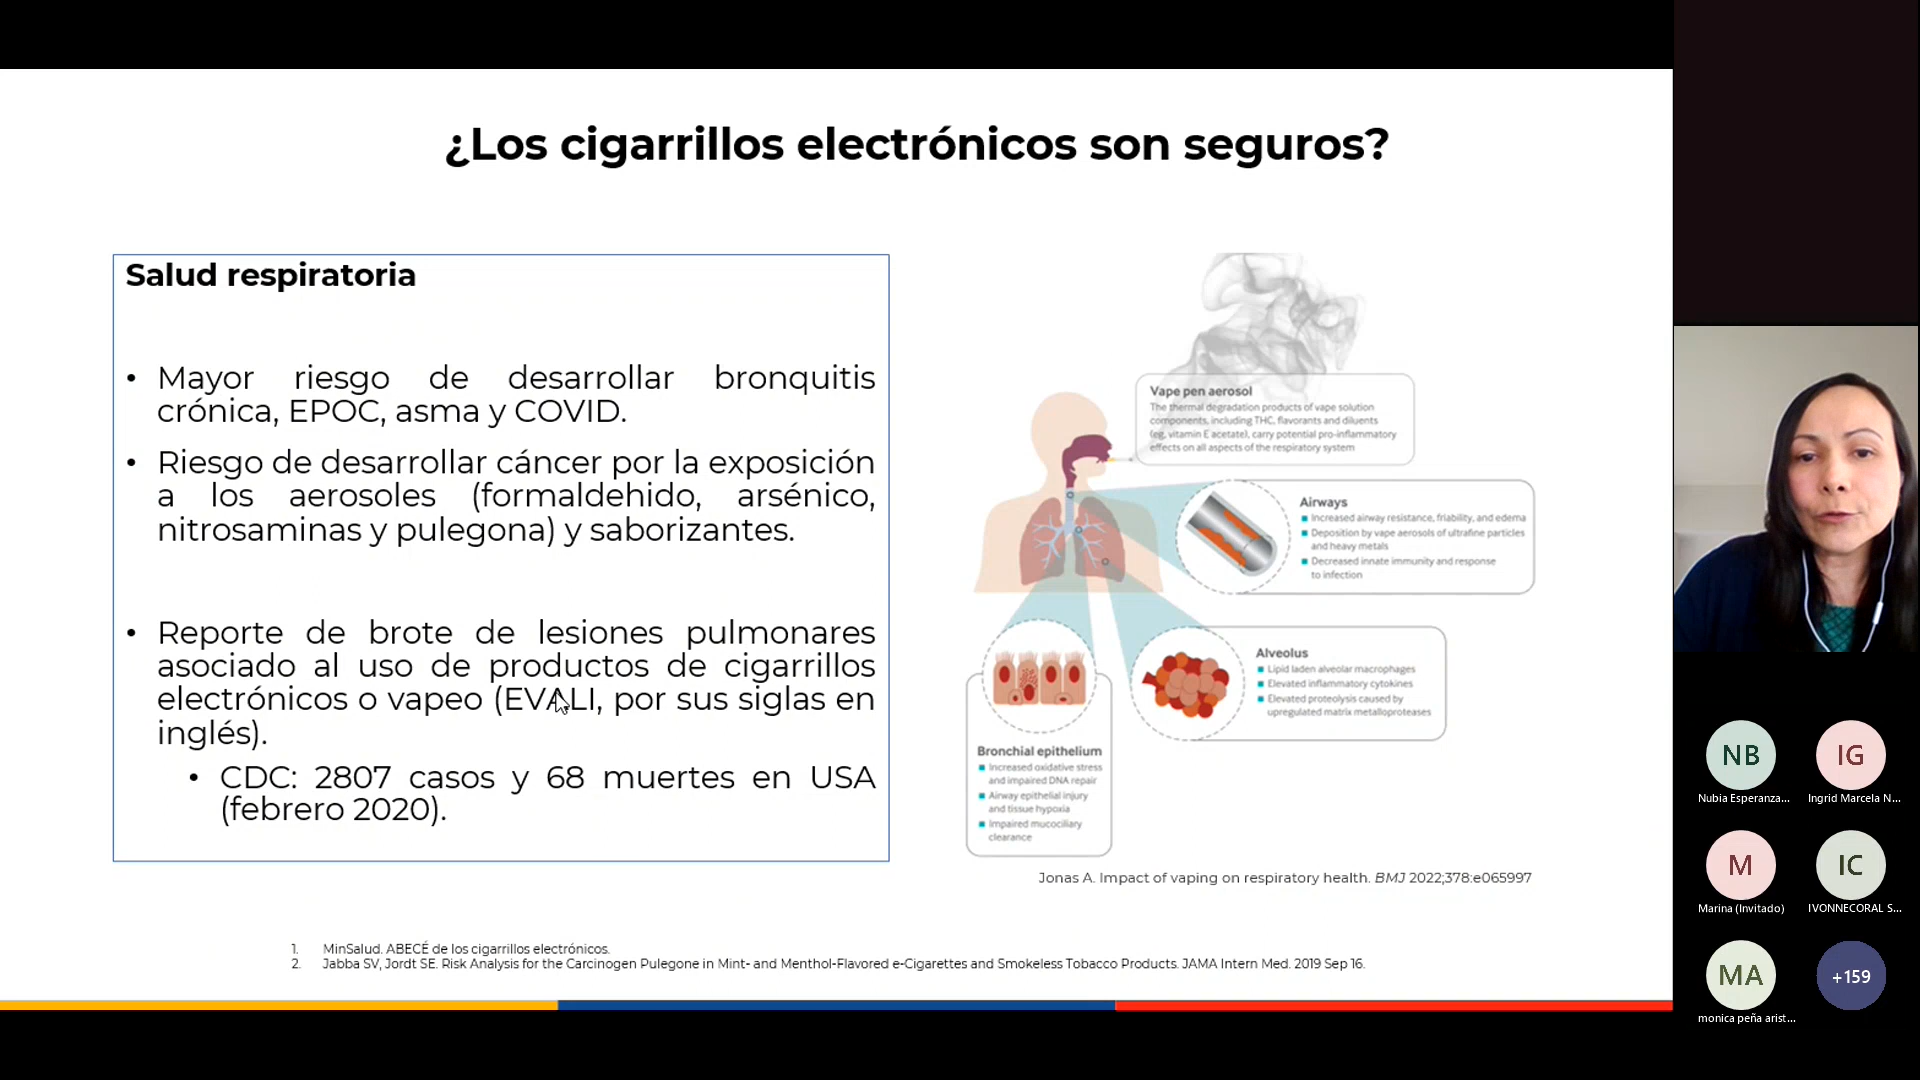 ¿Los cigarrillos electrónicos son seguros?
Salud respiratoria
• Mayor riesgo de desarrollar bronquitis
crónica, EPOC, asma y COVID.
• Riesgo de desarrollar cáncer por la exposición
a los aerosoles (formaldehido, arsénico,
nitrosaminas y pulegona) y saborizantes.
• Reporte de brote de lesiones pulmonares
asociado al uso de productos de cigarrillos
electrónicos o vapeo (EVALI, por sus siglas en
inglés).
• CDC: 2807 casos y 68 muertes en USA
(febrero 2020).
Vape pen aerosol
The thermal degradation products of vape solution
components, including THC, flavorants and diluents
(eg, vitamin E acetate), carry potential pro-inflammatory
effects on all aspects of the respiratory system
Airways
Increased airway resistance, friability, and edema
Deposition by vape aerosols of ultrafine particles
and heavy metals
Decreased innate immunity and response
to infection
Alveolus
Lipid laden alveolar macrophages
Elevated inflammatory cytokines
Elevated proteolysis caused by
upregulated matrix metalloproteases
Bronchial epithelium
Increased oxidative stress
and impaired DNA repair
Airway epithelial injury
and tissue hypoxia
Impaired mucociliary
clearance
Jonas A. Impact of vaping on respiratory health. BMJ 2022;378:e065997
1. MinSalud. ABECÉ de los cigarrillos electrónicos.
2. Jabba SV, Jordt SE. Risk Analysis for the Carcinogen Pulegone in Mint- and Menthol-Flavored e-Cigarettes and Smokeless Tobacco Products. JAMA Intern Med. 2019 Sep 16.
NB
Nubia Esperanza...
IG
Ingrid Marcela N...
M
Marina (Invitado)
IC
IVONNECORAL S...
MA
monica peña arist...
+159